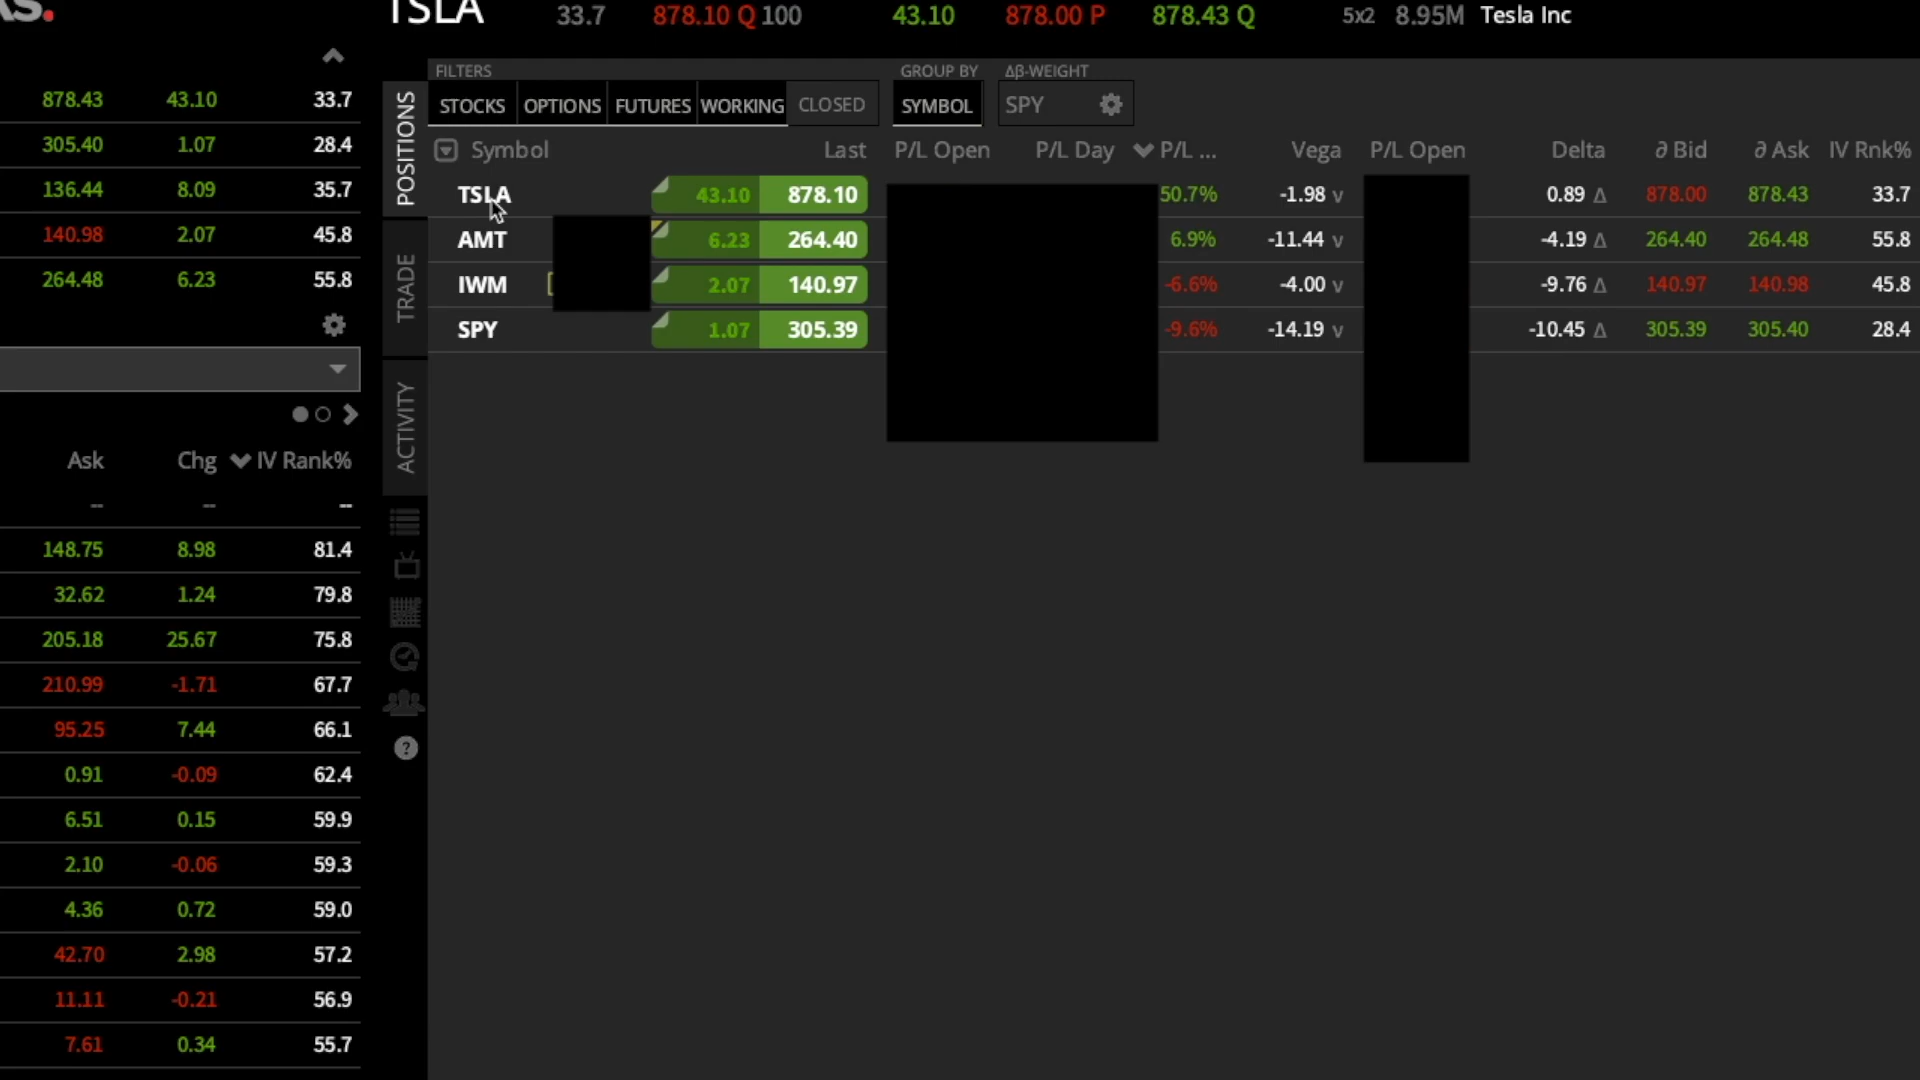 TSLA 33.7 878.10 Q 100 43.10 878.00 P 878.43 Q 5x2 8.95M Tesla Inc
878.43 43.10 33.7
305.40 1.07 28.4
136.44 8.09 35.7
140.98 2.07 45.8
264.48 6.23 55.8
Ask Chg IV Rank%
-- -- --
148.75 8.98 81.4
32.62 1.24 79.8
205.18 25.67 75.8
210.99 -1.71 67.7
95.25 7.44 66.1
0.91 -0.09 62.4
6.51 0.15 59.9
2.10 -0.06 59.3
4.36 0.72 59.0
42.70 2.98 57.2
11.11 -0.21 56.9
7.61 0.34 55.7
POSITIONS
TRADE
ACTIVITY
?
FILTERS GROUP BY Δβ-WEIGHT
STOCKS OPTIONS FUTURES WORKING CLOSED SYMBOL SPY
Symbol Last P/L Open P/L Day P/L ... Vega P/L Open Delta ∂ Bid ∂ Ask IV Rnk%
TSLA 43.10 878.10 50.7% -1.98 v 0.89 Δ 878.00 878.43 33.7
AMT 6.23 264.40 6.9% -11.44 v -4.19 Δ 264.40 264.48 55.8
IWM 2.07 140.97 -6.6% -4.00 v -9.76 Δ 140.97 140.98 45.8
SPY 1.07 305.39 -9.6% -14.19 v -10.45 Δ 305.39 305.40 28.4